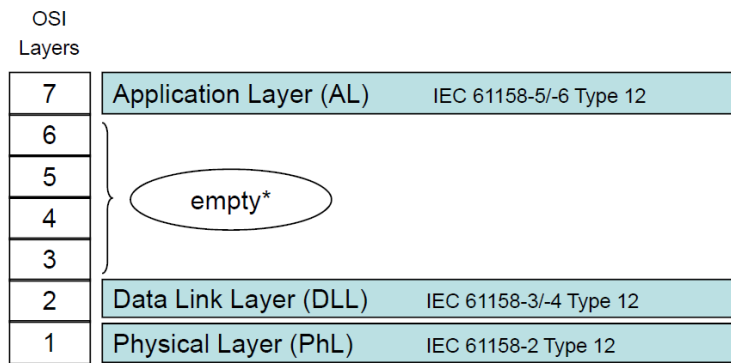 OSI
Layers
7 Application Layer (AL) IEC 61158-5/-6 Type 12
6
5
empty*
4
3
2 Data Link Layer (DLL) IEC 61158-3/-4 Type 12
1 Physical Layer (PhL) IEC 61158-2 Type 12